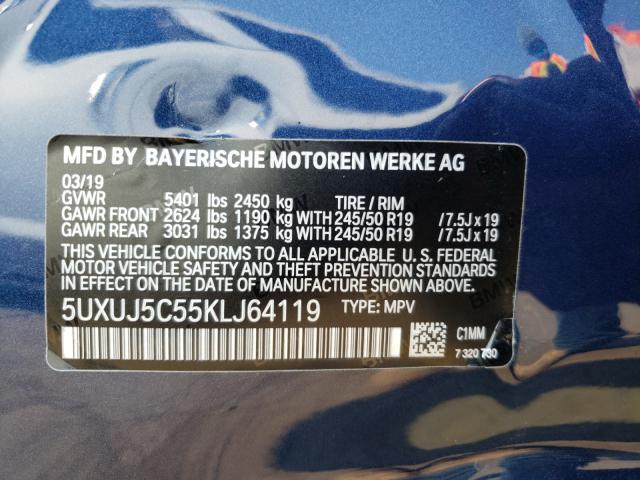 MFD BY BAYERISCHE MOTOREN WERKE AG
03/19
GVWR 5401 lbs 2450 kg TIRE / RIM
GAWR FRONT 2624 lbs 1190 kg WITH 245/50 R19 /7.5J x 19
GAWR REAR 3031 lbs 1375 kg WITH 245/50 R19 /7.5J x 19
THIS VEHICLE CONFORMS TO ALL APPLICABLE U. S. FEDERAL
MOTOR VEHICLE SAFETY AND THEFT PREVENTION STANDARDS
IN EFFECT ON THE DATE OF MANUFACTURE SHOWN ABOVE.
5UXUJ5C55KLJ64119 TYPE: MPV
C1MM
7 320 730